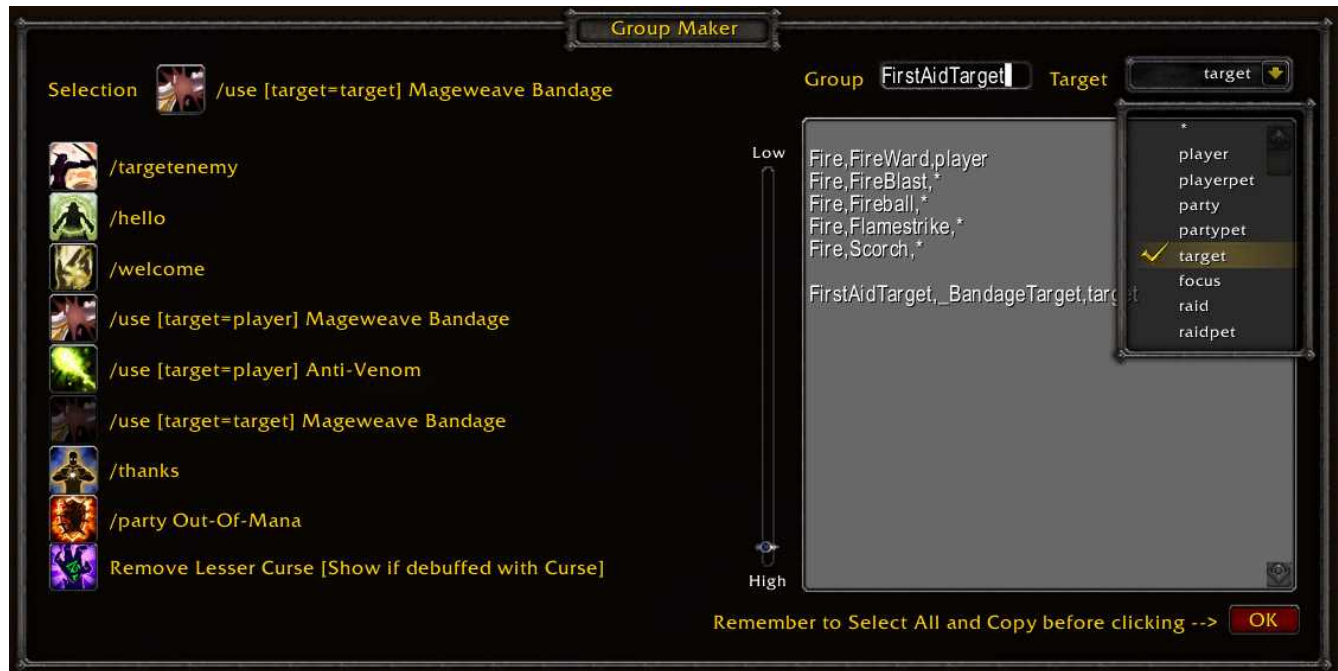 Group Maker
Selection /use [target=target] Mageweave Bandage
Group FirstAidTarget Target target
/targetenemy
/hello
/welcome
/use [target=player] Mageweave Bandage
/use [target=player] Anti-Venom
/use [target=target] Mageweave Bandage
/thanks
/party Out-Of-Mana
Remove Lesser Curse [Show if debuffed with Curse]
Low
High
Fire,FireWard,player
Fire,FireBlast,*
Fire,Fireball,*
Fire,Flamestrike,*
Fire,Scorch,*
FirstAidTarget,_BandageTarget,target
*
player
playerpet
party
partypet
target
focus
raid
raidpet
Remember to Select All and Copy before clicking --> OK